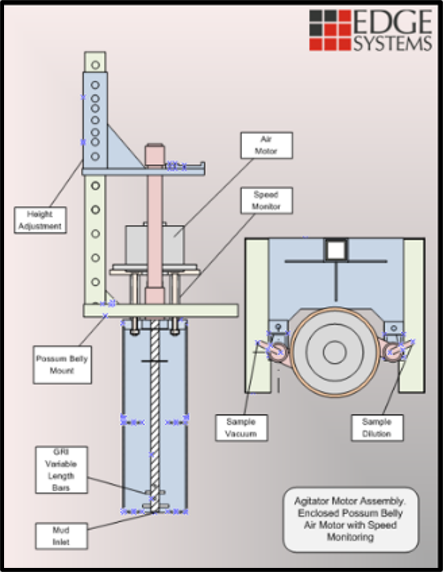 EDGE
SYSTEMS
Air
Motor
Speed
Monitor
Height
Adjustment
Possum Belly
Mount
Sample
Vacuum
Sample
Dilution
GRI
Variable
Length
Bars
Mud
Inlet
Agitator Motor Assembly.
Enclosed Possum Belly
Air Motor with Speed
Monitoring